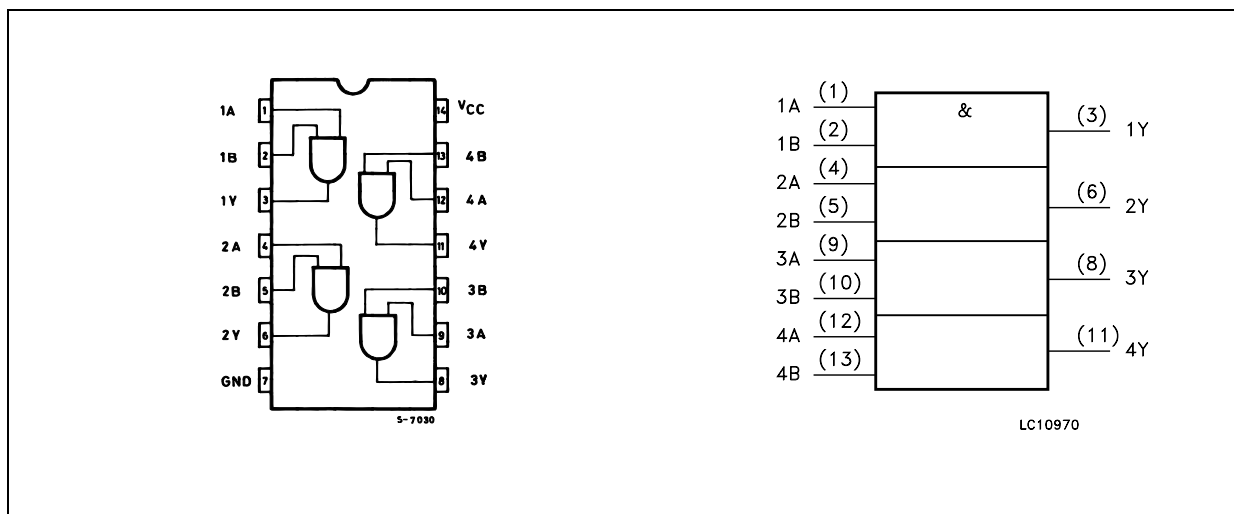 1A 1 14 VCC
1B 2 13 4B
1Y 3 12 4A
2A 4 11 4Y
2B 5 10 3B
2Y 6 9 3A
GND 7 8 3Y
S-7030
1A (1) & (3) 1Y
1B (2)
2A (4) (6) 2Y
2B (5)
3A (9) (8) 3Y
3B (10)
4A (12) (11) 4Y
4B (13)
LC10970